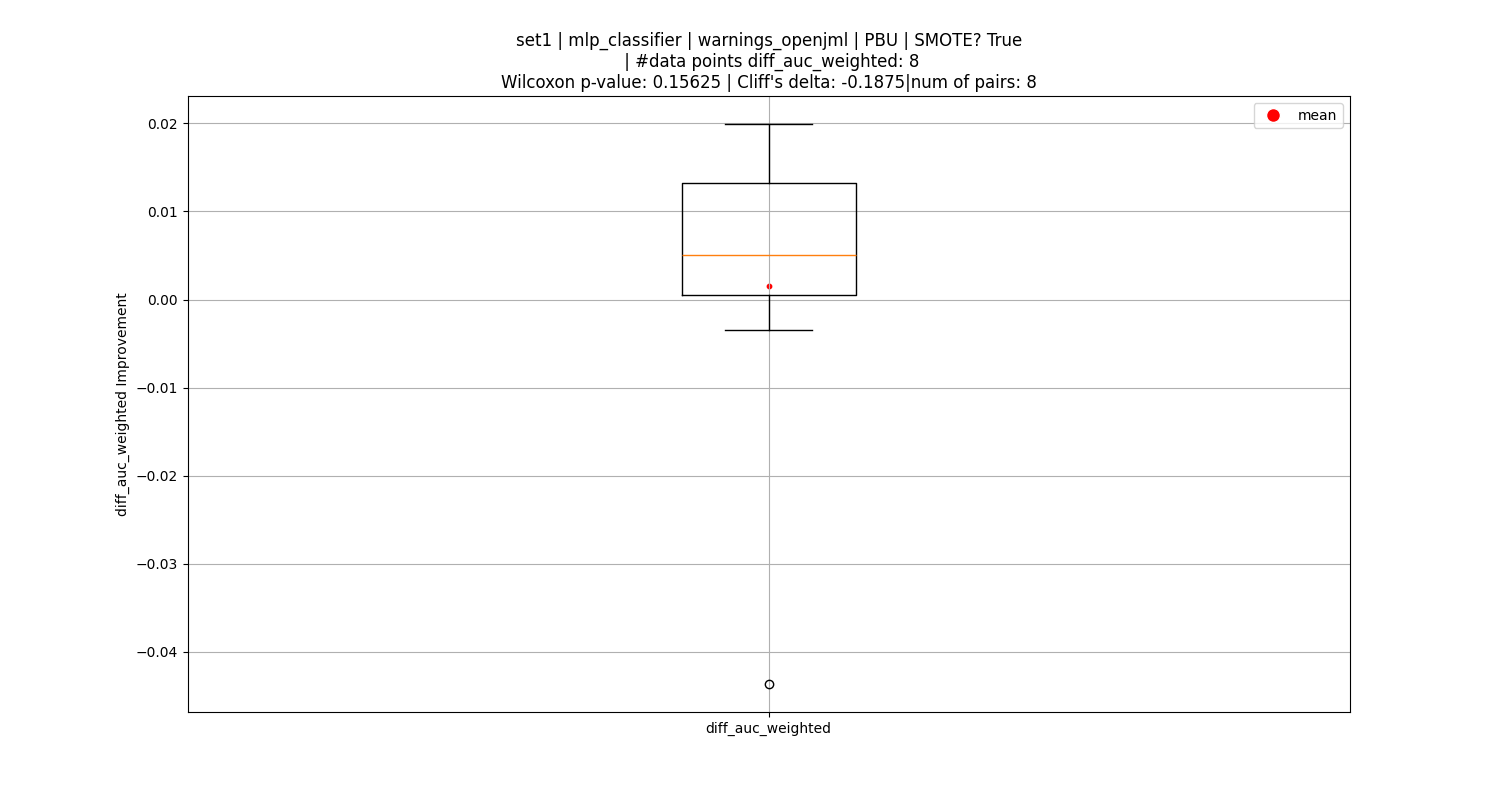 set1 | mlp_classifier | warnings_openjml | PBU | SMOTE? True
| #data points diff_auc_weighted: 8
Wilcoxon p-value: 0.15625 | Cliff's delta: -0.1875|num of pairs: 8
mean
0.02
0.01
0.00
−0.01
−0.02
−0.03
−0.04
diff_auc_weighted Improvement
diff_auc_weighted